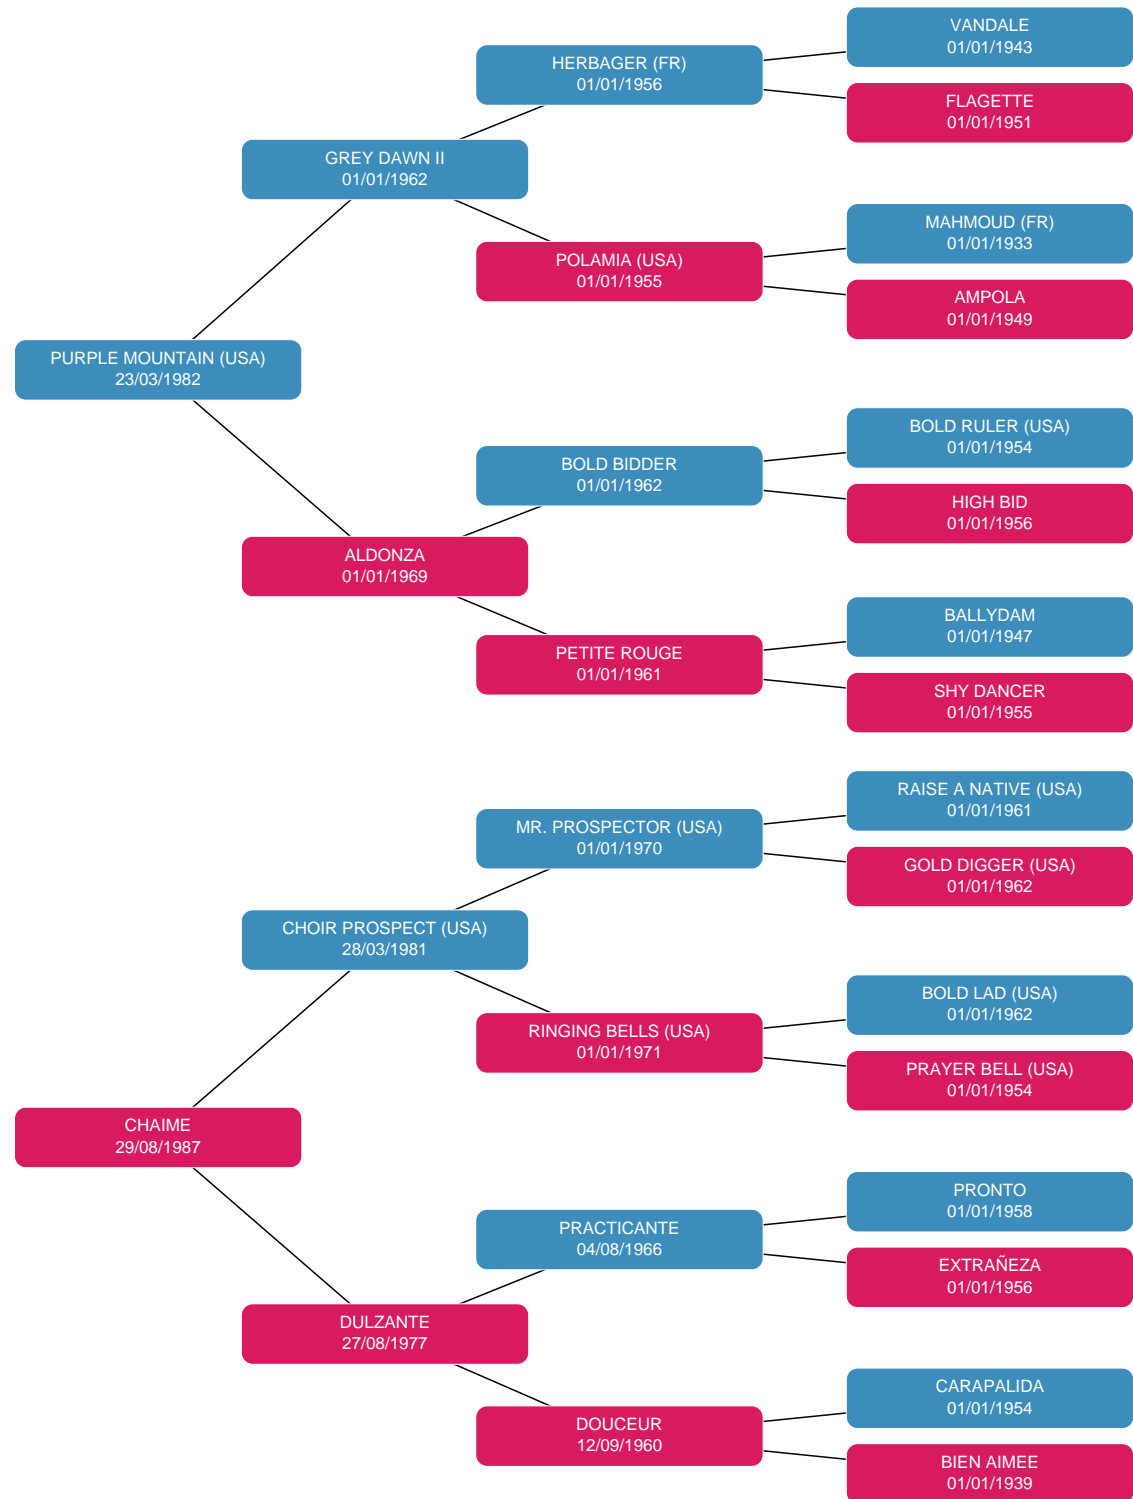 VANDALE
01/01/1943
HERBAGER (FR)
01/01/1956
FLAGETTE
01/01/1951
GREY DAWN II
01/01/1962
MAHMOUD (FR)
01/01/1933
POLAMIA (USA)
01/01/1955
AMPOLA
01/01/1949
PURPLE MOUNTAIN (USA)
23/03/1982
BOLD RULER (USA)
01/01/1954
BOLD BIDDER
01/01/1962
HIGH BID
01/01/1956
ALDONZA
01/01/1969
BALLYDAM
01/01/1947
PETITE ROUGE
01/01/1961
SHY DANCER
01/01/1955
RAISE A NATIVE (USA)
01/01/1961
MR. PROSPECTOR (USA)
01/01/1970
GOLD DIGGER (USA)
01/01/1962
CHOIR PROSPECT (USA)
28/03/1981
BOLD LAD (USA)
01/01/1962
RINGING BELLS (USA)
01/01/1971
PRAYER BELL (USA)
01/01/1954
CHAIME
29/08/1987
PRONTO
01/01/1958
PRACTICANTE
04/08/1966
EXTRAÑEZA
01/01/1956
DULZANTE
27/08/1977
CARAPALIDA
01/01/1954
DOUCEUR
12/09/1960
BIEN AIMEE
01/01/1939